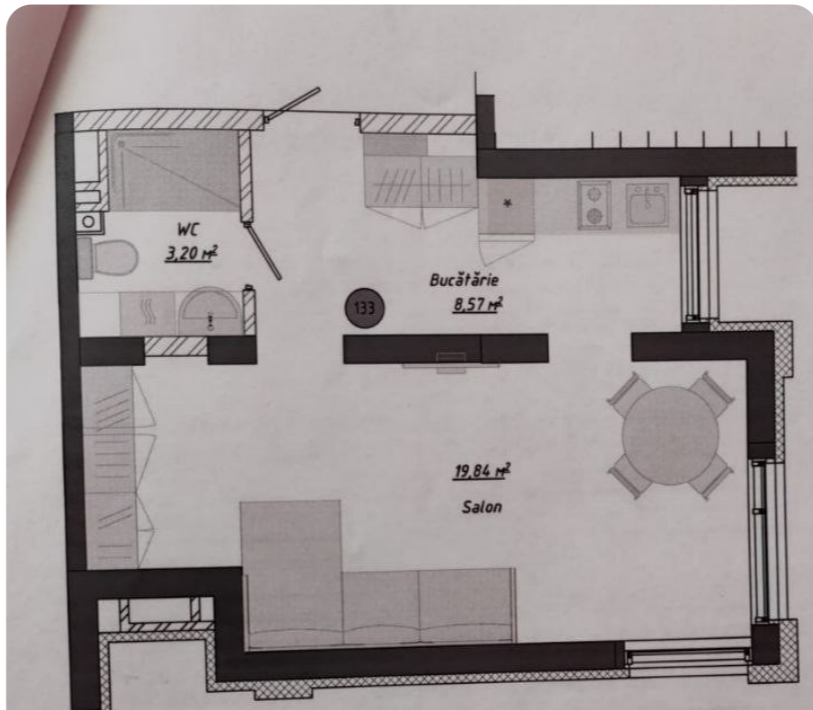 WC
3,20 м²
Bucătărie
8,57 м²
133
19,84 м²
Salon